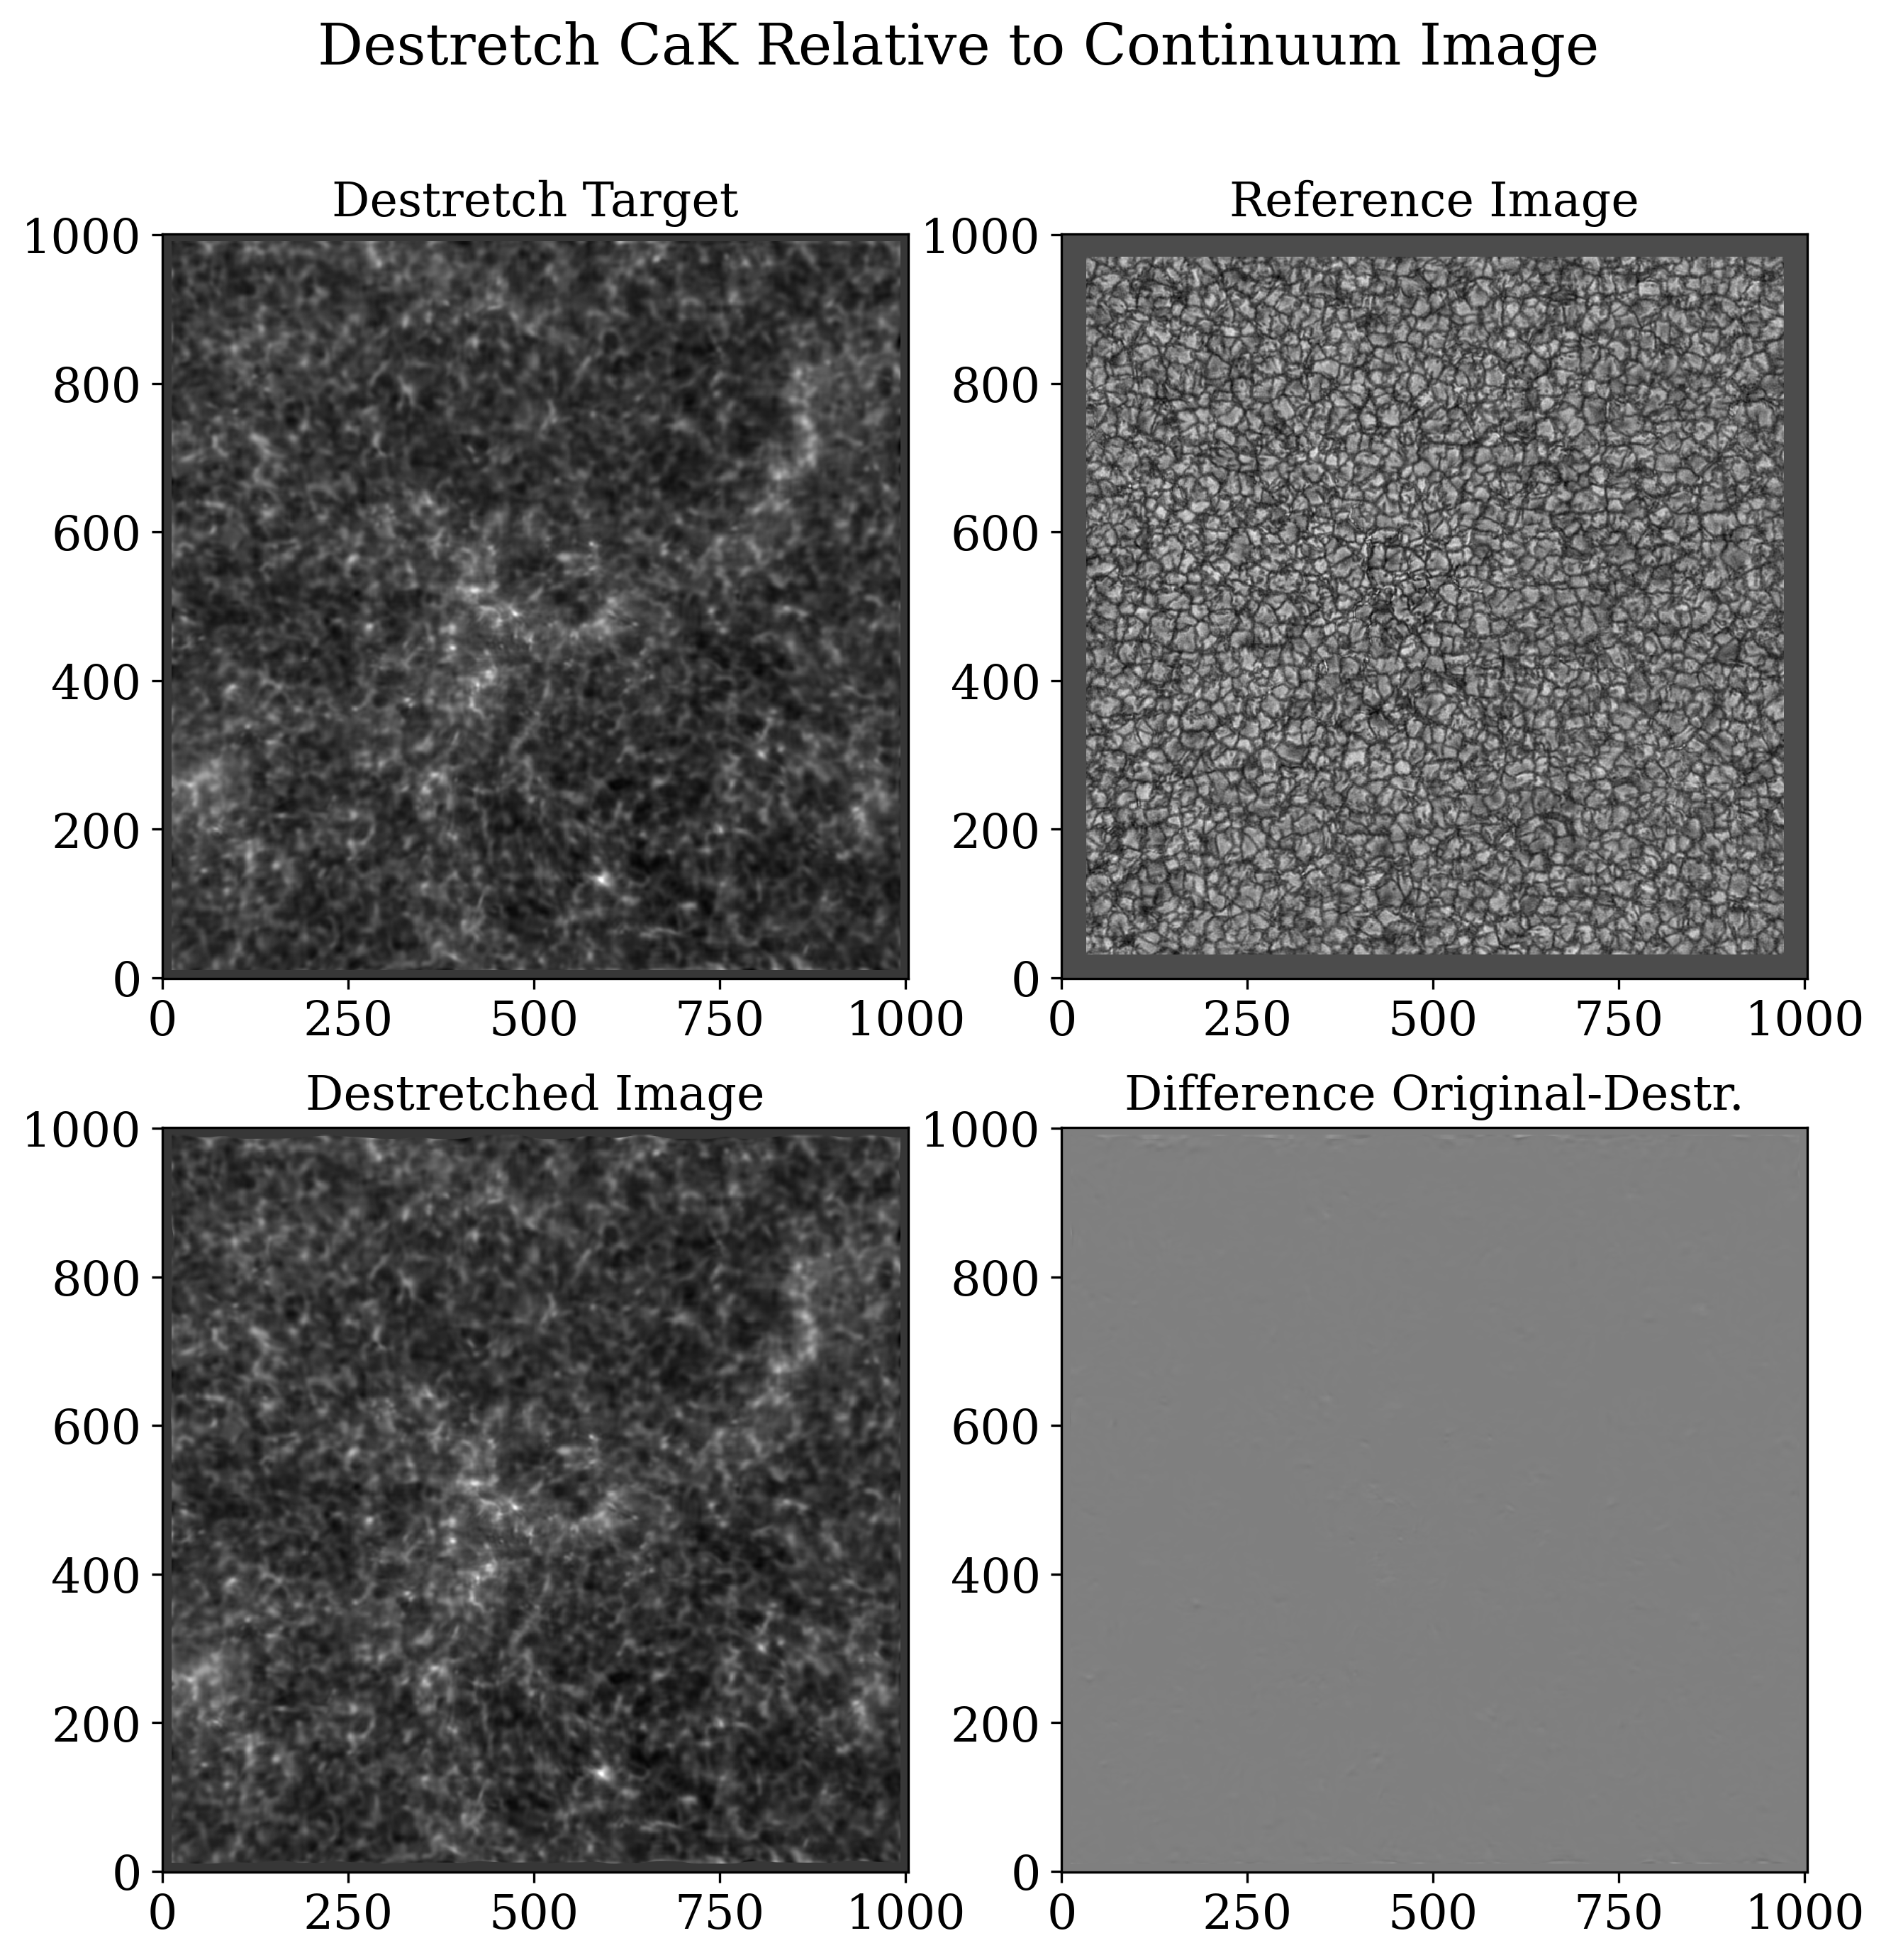 Destretch CaK Relative to Continuum Image
Destretch Target
Reference Image
1000
800
600
400
200
0
0 250 500 750 1000
1000
800
600
400
200
0
0 250 500 750 1000
Destretched Image
Difference Original-Destr.
1000
800
600
400
200
0
0 250 500 750 1000
1000
800
600
400
200
0
0 250 500 750 1000